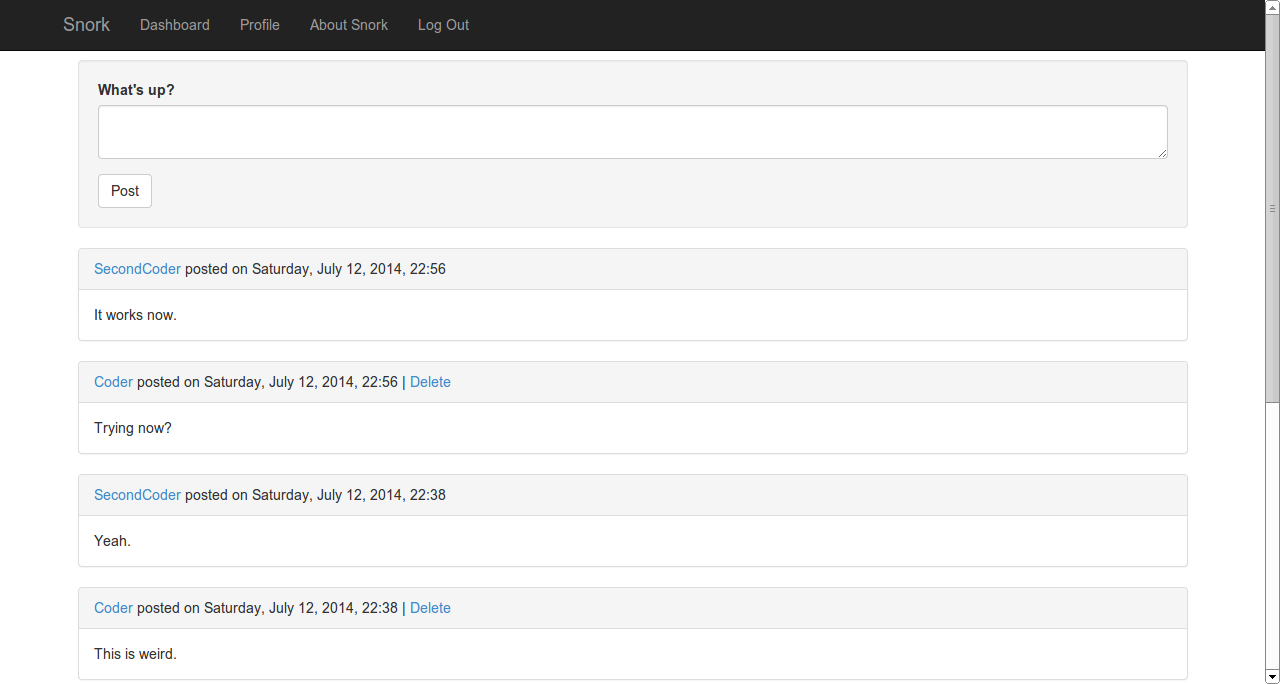 Snork Dashboard Profile About Snork Log Out
What's up?
Post
SecondCoder posted on Saturday, July 12, 2014, 22:56
It works now.
Coder posted on Saturday, July 12, 2014, 22:56 | Delete
Trying now?
SecondCoder posted on Saturday, July 12, 2014, 22:38
Yeah.
Coder posted on Saturday, July 12, 2014, 22:38 | Delete
This is weird.